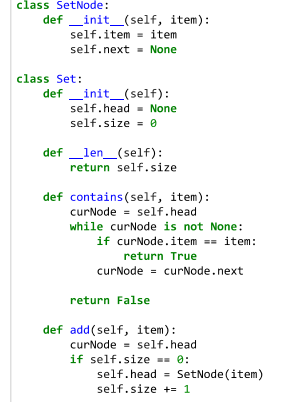 class SetNode:
    def __init__(self, item):
        self.item = item
        self.next = None

class Set:
    def __init__(self):
        self.head = None
        self.size = 0

    def __len__(self):
        return self.size

    def contains(self, item):
        curNode = self.head
        while curNode is not None:
            if curNode.item == item:
                return True
            curNode = curNode.next

        return False

    def add(self, item):
        curNode = self.head
        if self.size == 0:
            self.head = SetNode(item)
            self.size += 1